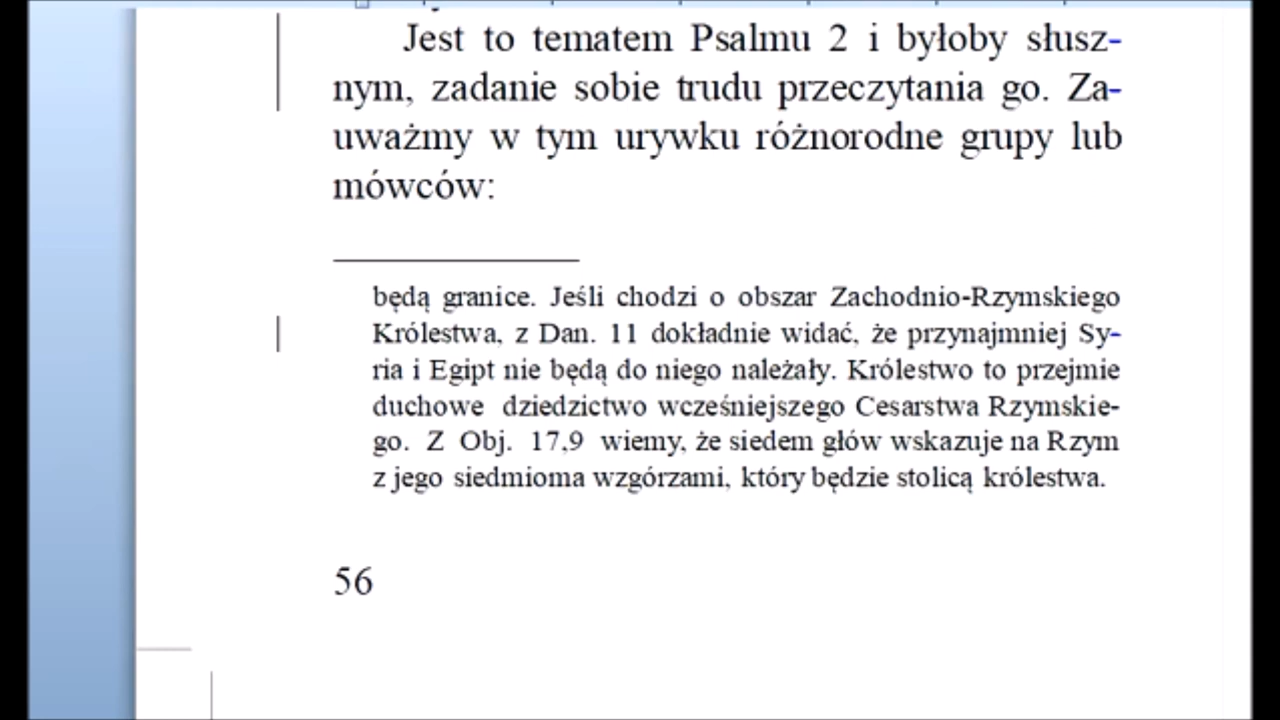 Jest to tematem Psalmu 2 i byłoby słusz-
nym, zadanie sobie trudu przeczytania go. Za-
uważmy w tym urywku różnorodne grupy lub
mówców:
będą granice. Jeśli chodzi o obszar Zachodnio-Rzymskiego
Królestwa, z Dan. 11 dokładnie widać, że przynajmniej Sy-
ria i Egipt nie będą do niego należały. Królestwo to przejmie
duchowe dziedzictwo wcześniejszego Cesarstwa Rzymskie-
go. Z Obj. 17,9 wiemy, że siedem głów wskazuje na Rzym
z jego siedmioma wzgórzami, który będzie stolicą królestwa.
56